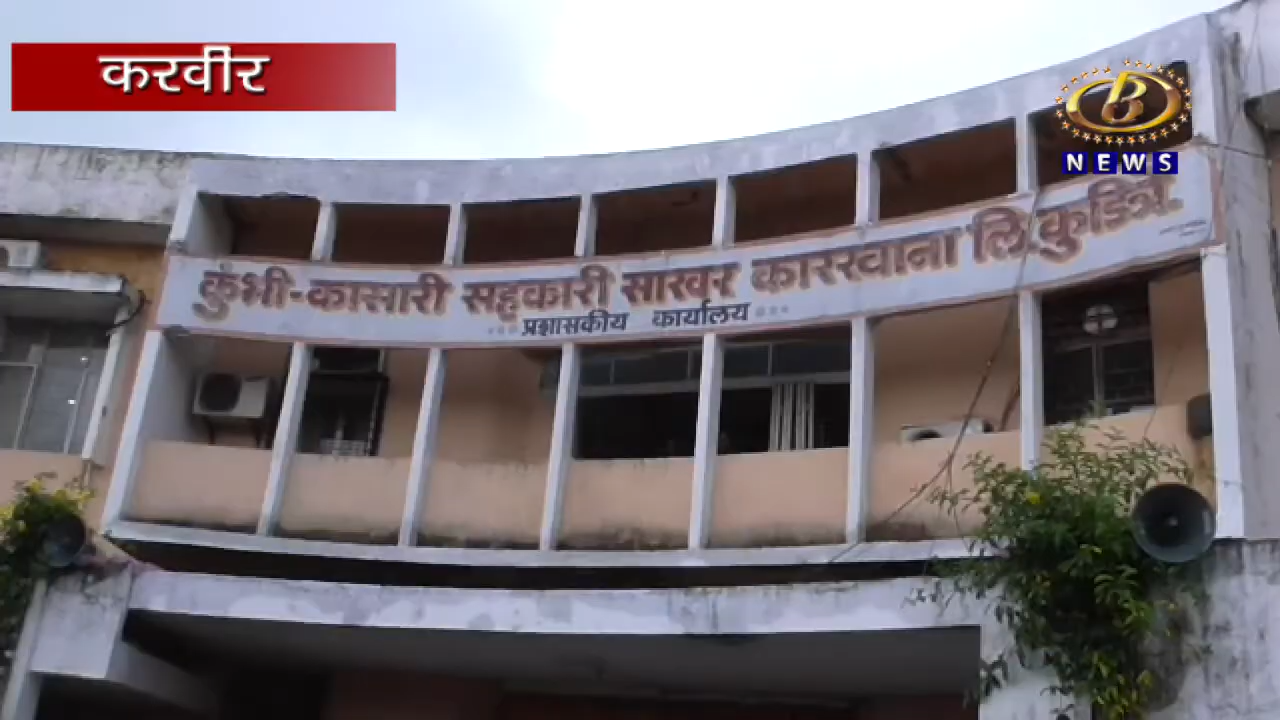 करवीर
B
NEWS
कुंभी-कासारी सहकारी साखर कारखाना लि.कुडित्रे.
प्रशासकीय कार्यालय